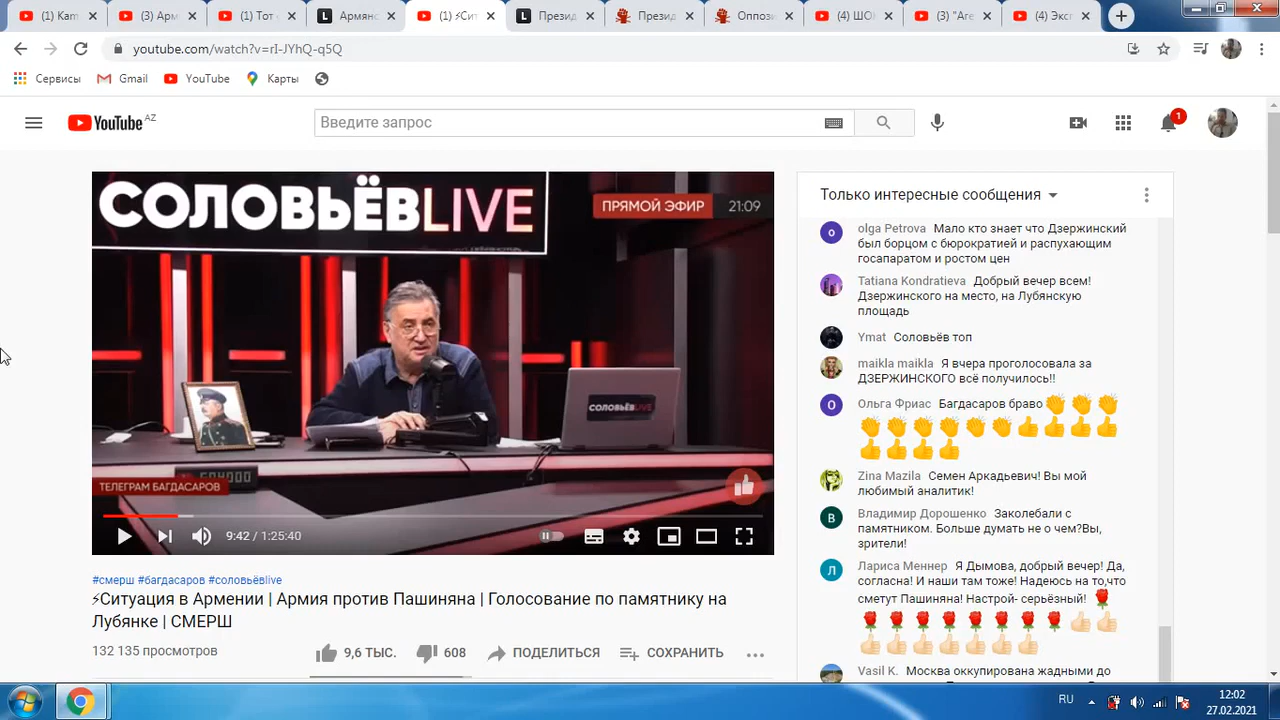 (1) Kam
(3) Арм
(1) Тот
Армянс
(1) ⚡Сит
Презид
Презид
Оппоз
(4) ШО
(3) "Аг
(4) Экс
youtube.com/watch?v=rI-JYhQ-q5Q
Сервисы Gmail YouTube Карты
YouTube AZ
Введите запрос
1
СОЛОВЬЁВLIVE
ПРЯМОЙ ЭФИР 21:09
СОЛОВЬЁВLIVE
ТЕЛЕГРАМ БАГДАСАРОВ
9:42 / 1:25:40
#смерш #багдасаров #соловьёвlive
⚡Ситуация в Армении | Армия против Пашиняна | Голосование по памятнику на
Лубянке | СМЕРШ
132 135 просмотров
9,6 ТЫС. 608 ПОДЕЛИТЬСЯ СОХРАНИТЬ
Только интересные сообщения
olga Petrova Мало кто знает что Дзержинский
был борцом с бюрократией и распухающим
госаппаратом и ростом цен
Tatiana Kondratieva Добрый вечер всем!
Дзержинского на место, на Лубянскую
площадь
Ymat Соловьёв топ
maikla maikla Я вчера проголосовала за
ДЗЕРЖИНСКОГО всё получилось!!
Ольга Фриас Багдасаров браво
Zina Mazila Семен Аркадьевич! Вы мой
любимый аналитик!
Владимир Дорошенко Заколебали с
памятником. Больше думать не о чем?Вы,
зрители!
Лариса Меннер Я Дымова, добрый вечер! Да,
согласна! И наши там тоже! Надеюсь на то,что
сметут Пашиняна! Настрой- серьёзный!
Vasil K. Москва оккупирована жадными до
RU
12:02
27.02.2021